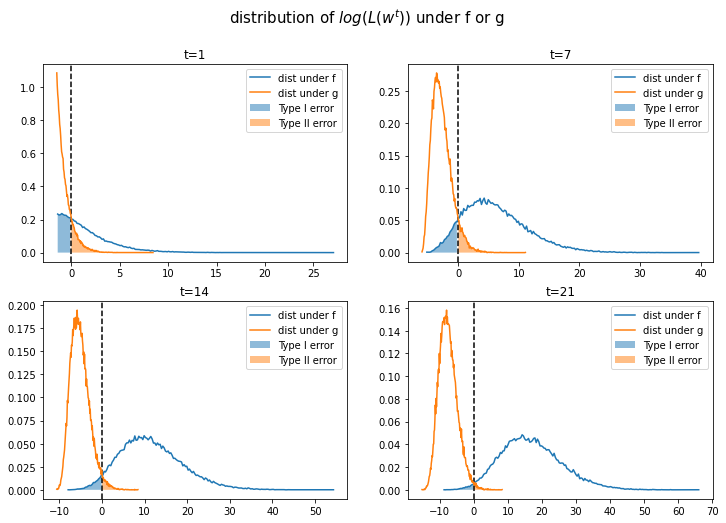 distribution of log(L(w^t)) under f or g
t=1
dist under f
dist under g
Type I error
Type II error
1.0
0.8
0.6
0.4
0.2
0.0
0 5 10 15 20 25
t=7
dist under f
dist under g
Type I error
Type II error
0.25
0.20
0.15
0.10
0.05
0.00
0 10 20 30 40
t=14
dist under f
dist under g
Type I error
Type II error
0.200
0.175
0.150
0.125
0.100
0.075
0.050
0.025
0.000
−10 0 10 20 30 40 50
t=21
dist under f
dist under g
Type I error
Type II error
0.16
0.14
0.12
0.10
0.08
0.06
0.04
0.02
0.00
−10 0 10 20 30 40 50 60 70